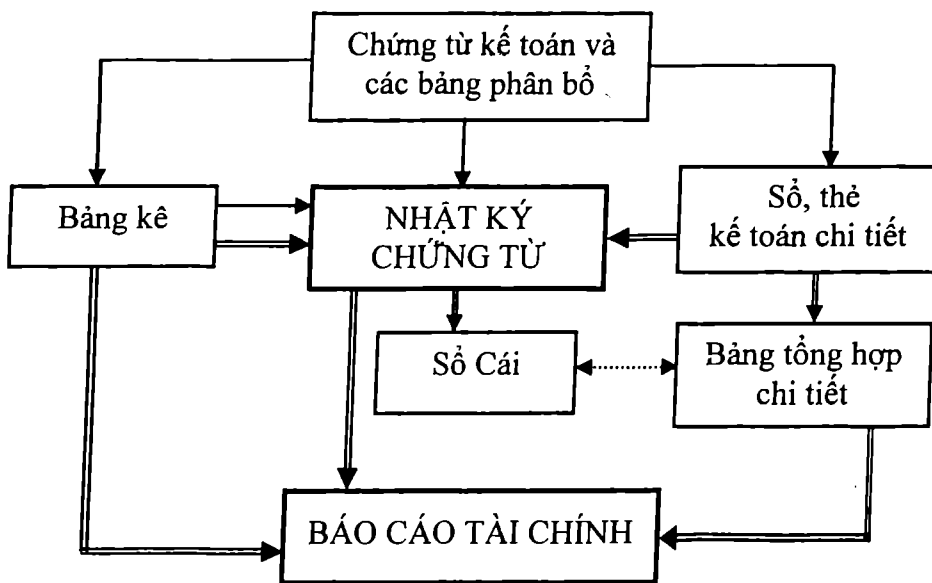 Chứng từ kế toán và
các bảng phân bổ
Bảng kê
NHẬT KÝ
CHỨNG TỪ
Sổ, thẻ
kế toán chi tiết
Sổ Cái
Bảng tổng hợp
chi tiết
BÁO CÁO TÀI CHÍNH